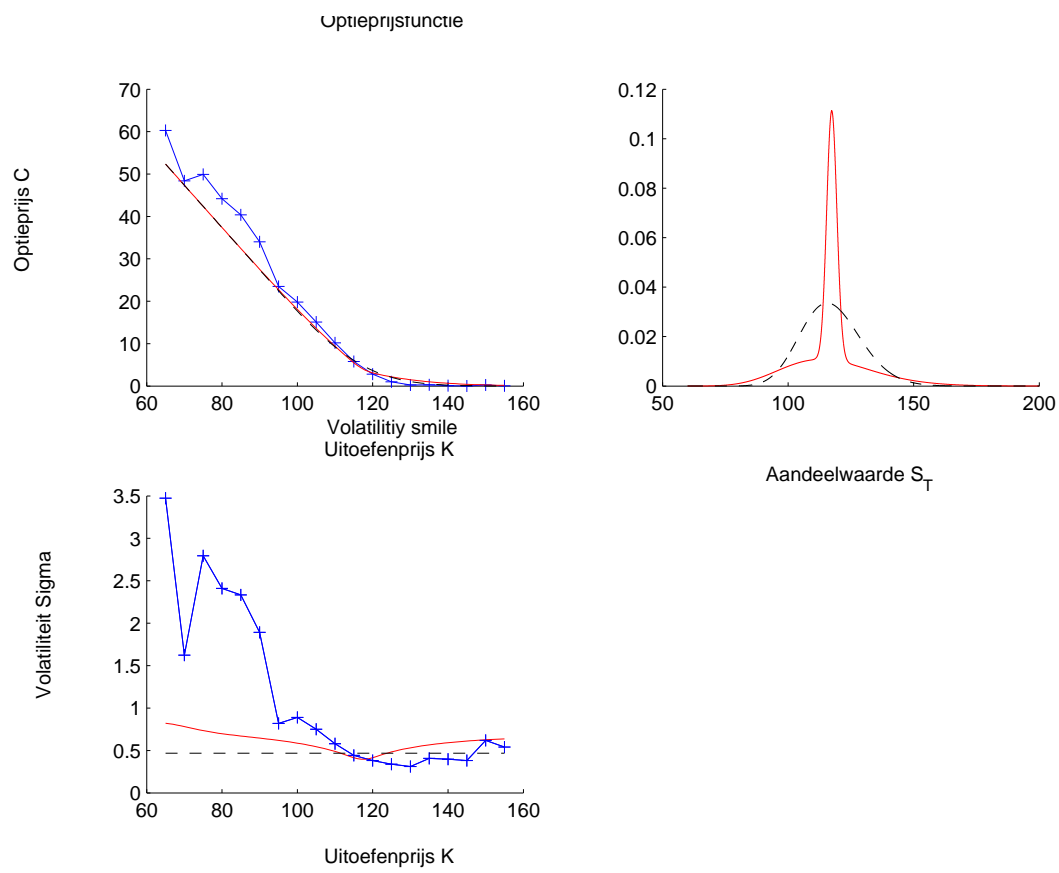 Optieprijsfunctie
70
60
50
40
30
20
10
0
60 80 100 120 140 160
Optieprijs C
Uitoefenprijs K
0.12
0.1
0.08
0.06
0.04
0.02
0
50 100 150 200
Aandeelwaarde S_T
Volatilitiy smile
3.5
3
2.5
2
1.5
1
0.5
0
60 80 100 120 140 160
Volatiliteit Sigma
Uitoefenprijs K